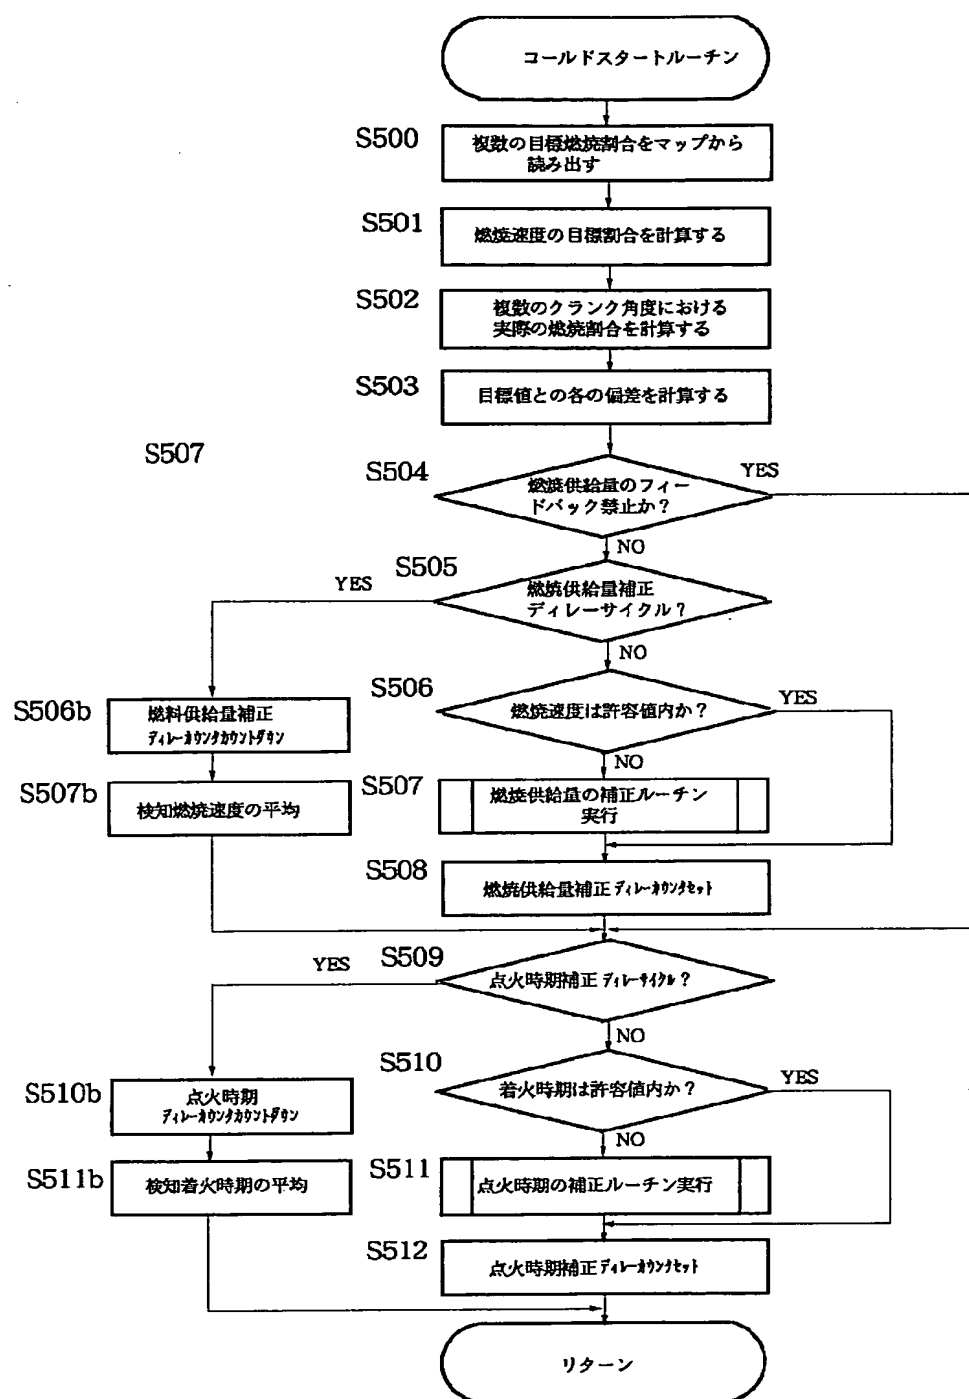 コールドスタートルーチン
S500
複数の目標燃焼割合をマップから
読み出す
S501
燃焼速度の目標割合を計算する
S502
複数のクランク角度における
実際の燃焼割合を計算する
S503
目標値との各の偏差を計算する
S507
S504
燃焼供給量のフィー
ドバック禁止か?
YES
NO
S505
燃焼供給量補正
ディレーサイクル?
YES
NO
S506
燃焼速度は許容値内か?
YES
NO
S506b
燃料供給量補正
ディレーカウンタカウントダウン
S507b
検知燃焼速度の平均
S507
燃焼供給量の補正ルーチン
実行
S508
燃焼供給量補正ディレーカウンタセット
S509
点火時期補正ディレーサイクル?
YES
NO
S510
着火時期は許容値内か?
YES
NO
S510b
点火時期
ディレーカウンタカウントダウン
S511b
検知着火時期の平均
S511
点火時期の補正ルーチン実行
S512
点火時期補正ディレーカウンタセット
リターン